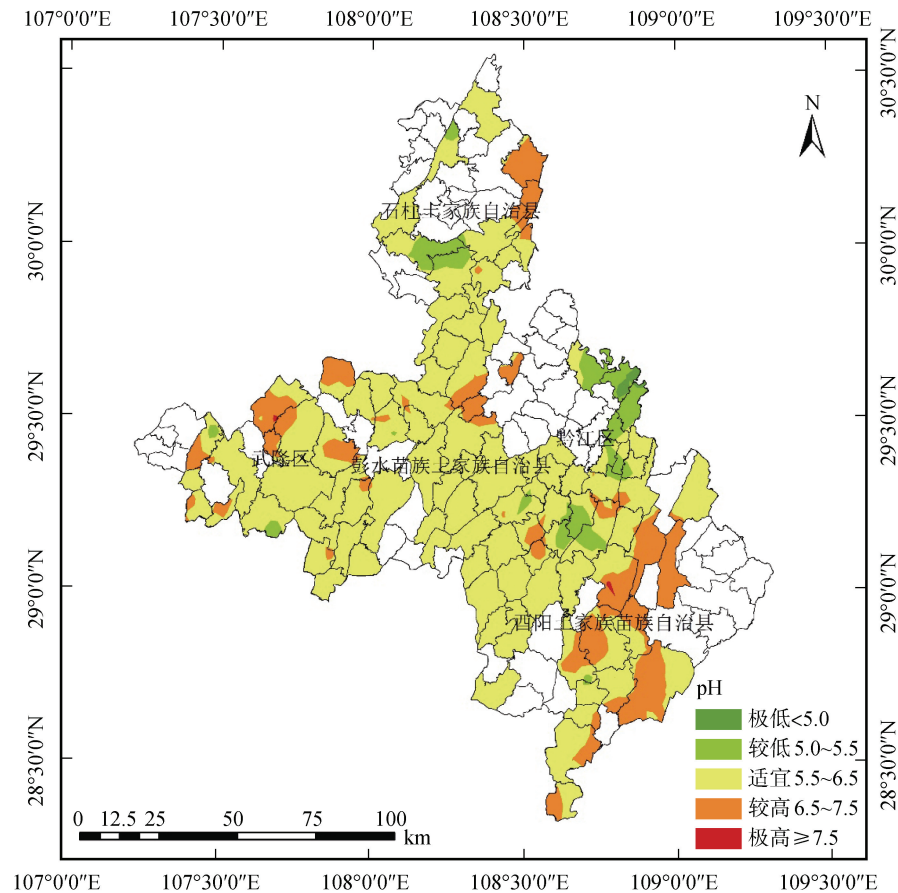 107°0′0″E 107°30′0″E 108°0′0″E 108°30′0″E 109°0′0″E 109°30′0″E
30°30′0″N 30°30′0″N
N
石柱土家族自治县
30°0′0″N 30°0′0″N
29°30′0″N 29°30′0″N
黔江区
武隆区 彭水苗族土家族自治县
29°0′0″N 29°0′0″N
酉阳土家族苗族自治县
pH
极低<5.0
较低 5.0~5.5
适宜 5.5~6.5
较高 6.5~7.5
极高≥7.5
28°30′0″N 28°30′0″N
0 12.5 25 50 75 100
km
107°0′0″E 107°30′0″E 108°0′0″E 108°30′0″E 109°0′0″E 109°30′0″E